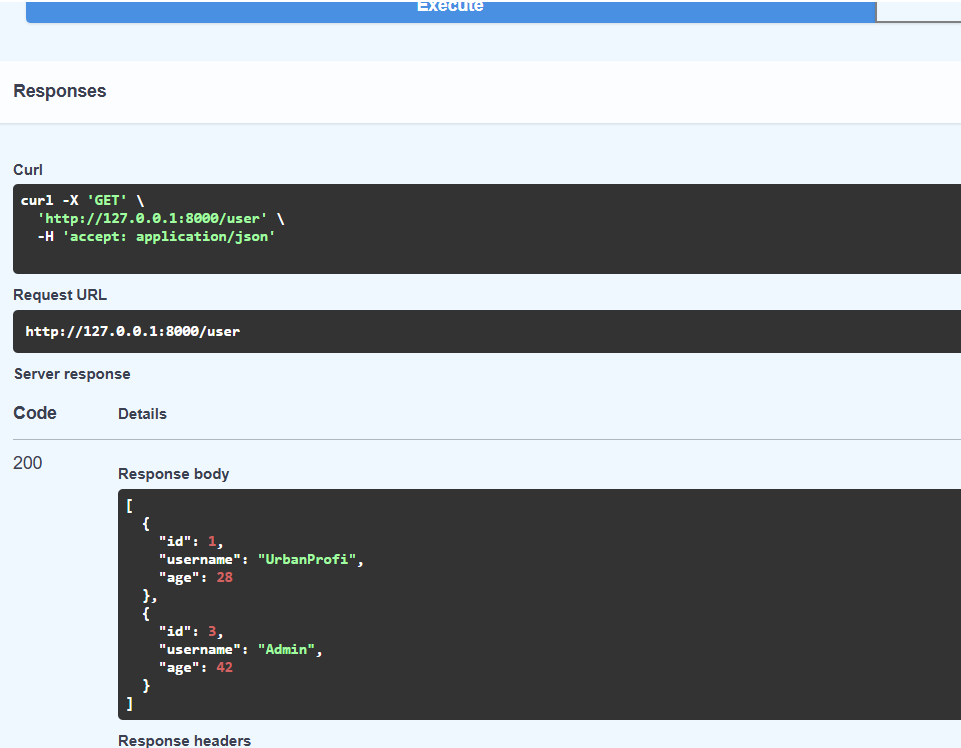 Execute
Responses
Curl
curl -X 'GET' \
  'http://127.0.0.1:8000/user' \
  -H 'accept: application/json'
Request URL
http://127.0.0.1:8000/user
Server response
Code Details
200
Response body
[
  {
    "id": 1,
    "username": "UrbanProfi",
    "age": 28
  },
  {
    "id": 3,
    "username": "Admin",
    "age": 42
  }
]
Response headers